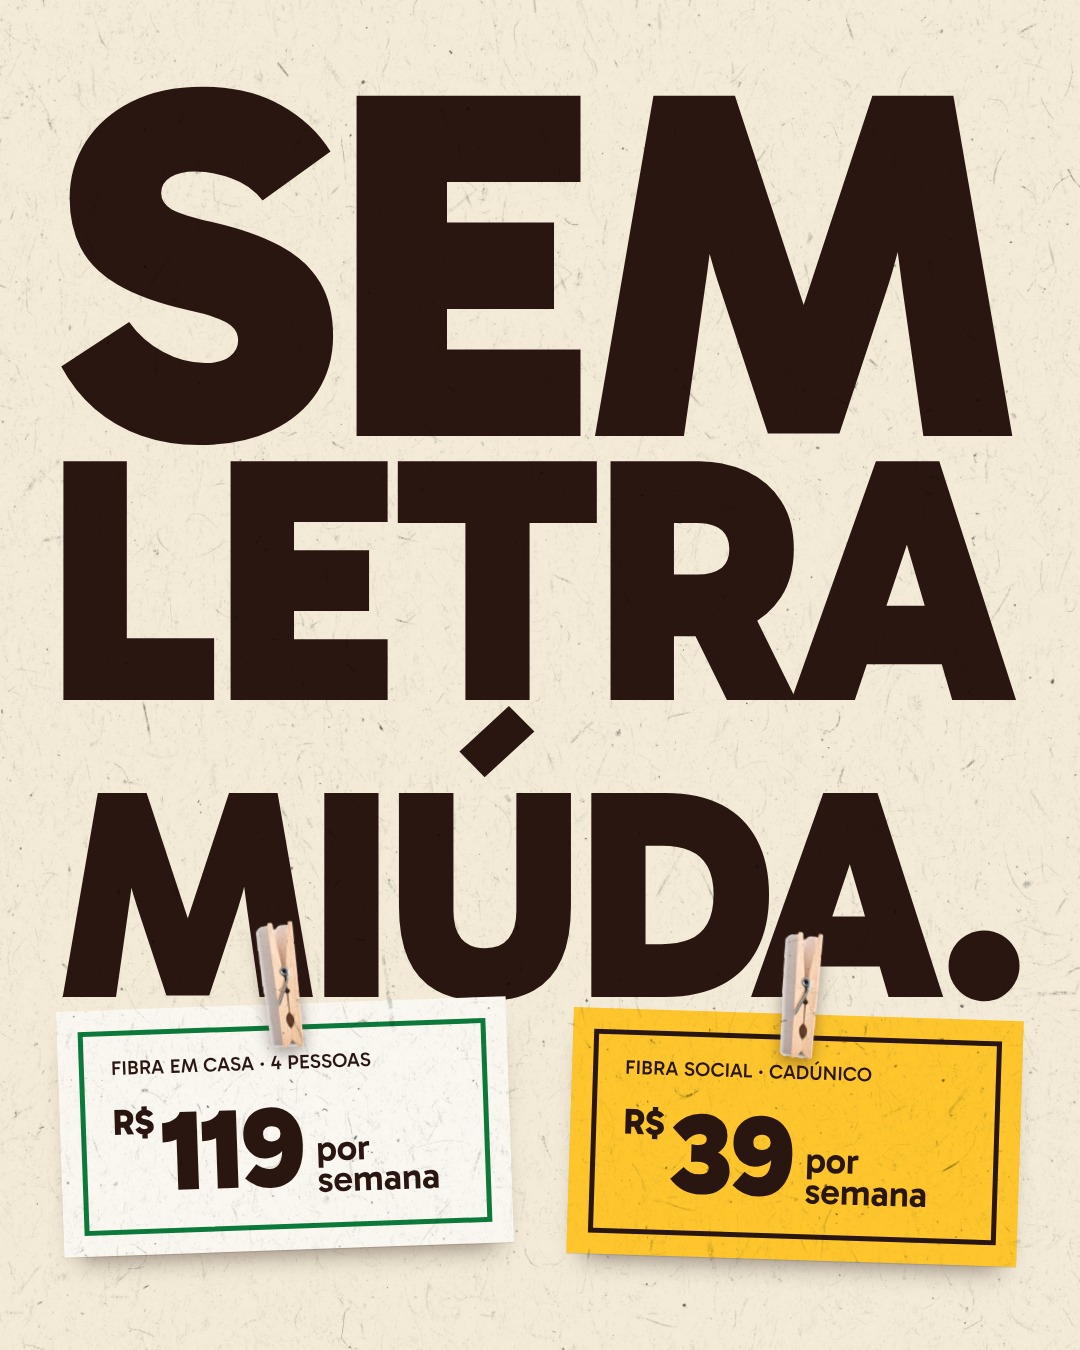 SEM
LETRA
MIÚDA.
FIBRA EM CASA · 4 PESSOAS
R$119 por
semana
FIBRA SOCIAL · CADÚNICO
R$39 por
semana